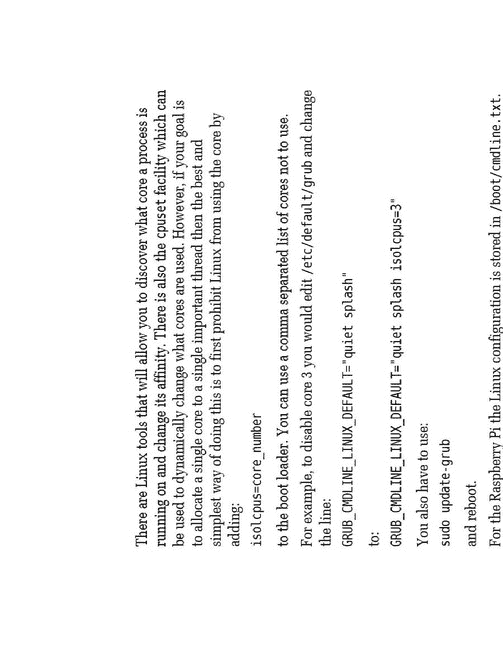 There are Linux tools that will allow you to discover what core a process is
running on and change its affinity. There is also the cpuset facility which can
be used to dynamically change what cores are used. However, if your goal is
to allocate a single core to a single important thread then the best and
simplest way of doing this is to first prohibit Linux from using the core by
adding:
isolcpus=core_number
to the boot loader. You can use a comma separated list of cores not to use.
For example, to disable core 3 you would edit /etc/default/grub and change
the line:
GRUB_CMDLINE_LINUX_DEFAULT="quiet splash"
to:
GRUB_CMDLINE_LINUX_DEFAULT="quiet splash isolcpus=3"
You also have to use:
sudo update-grub
and reboot.
For the Raspberry Pi the Linux configuration is stored in /boot/cmdline.txt.